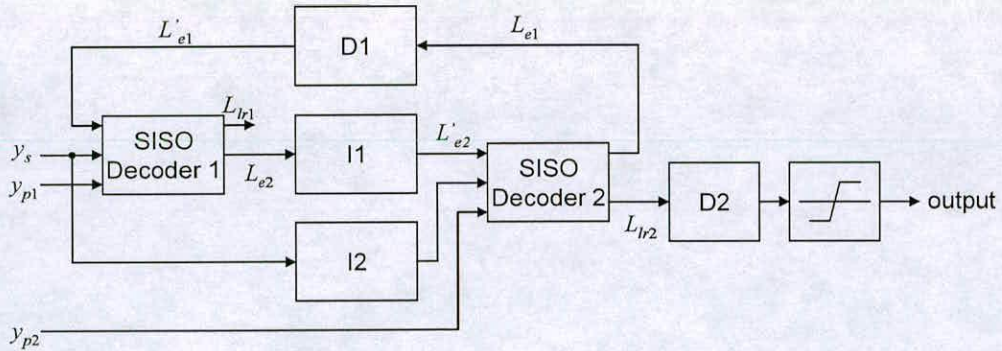 L'e1
D1
Le1
Llr1
ys
SISO
Decoder 1
yp1
Le2
I1
L'e2
SISO
Decoder 2
Llr2
D2
output
I2
yp2